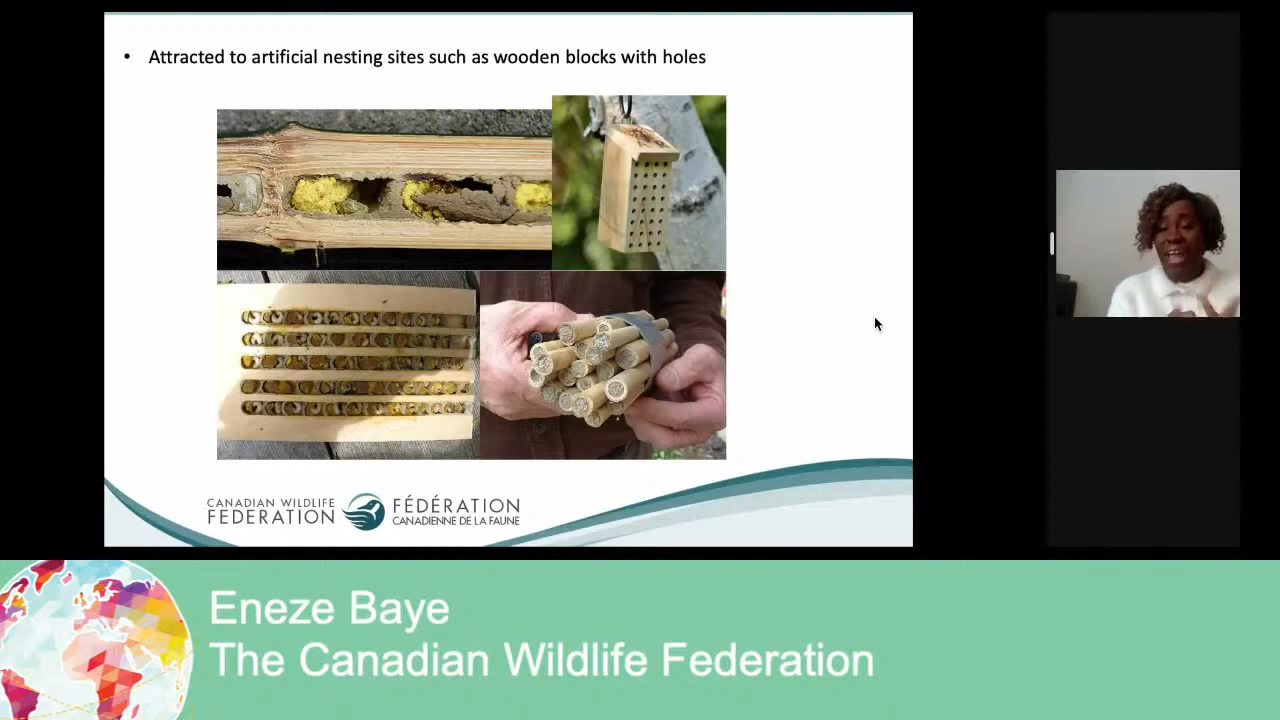 • Attracted to artificial nesting sites such as wooden blocks with holes
CANADIAN WILDLIFE
FEDERATION
FÉDÉRATION
CANADIENNE DE LA FAUNE
Eneze Baye
The Canadian Wildlife Federation